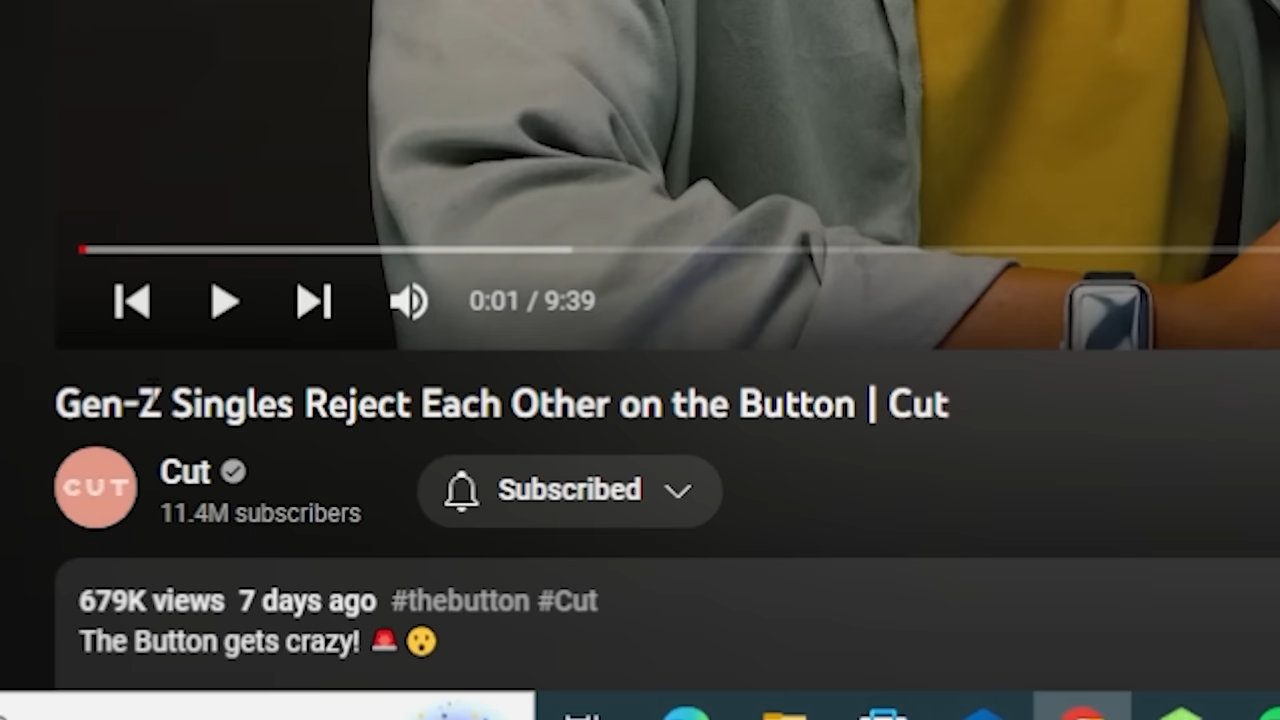 0:01 / 9:39
Gen-Z Singles Reject Each Other on the Button | Cut
CUT
Cut
11.4M subscribers
Subscribed
679K views 7 days ago #thebutton #Cut
The Button gets crazy! 🚨 😮